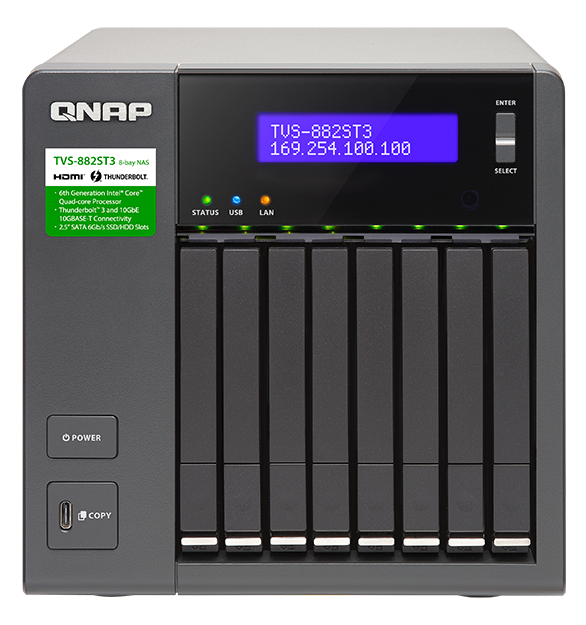 QNAP
TVS-882ST3 8-bay NAS
HDMI THUNDERBOLT.
• 6th Generation Intel® Core™
Quad-core Processor
• Thunderbolt™ 3 and 10GbE
10GBASE-T Connectivity
• 2.5" SATA 6Gb/s SSD/HDD Slots
TVS-882ST3
169.254.100.100
ENTER
SELECT
STATUS USB LAN
POWER
COPY